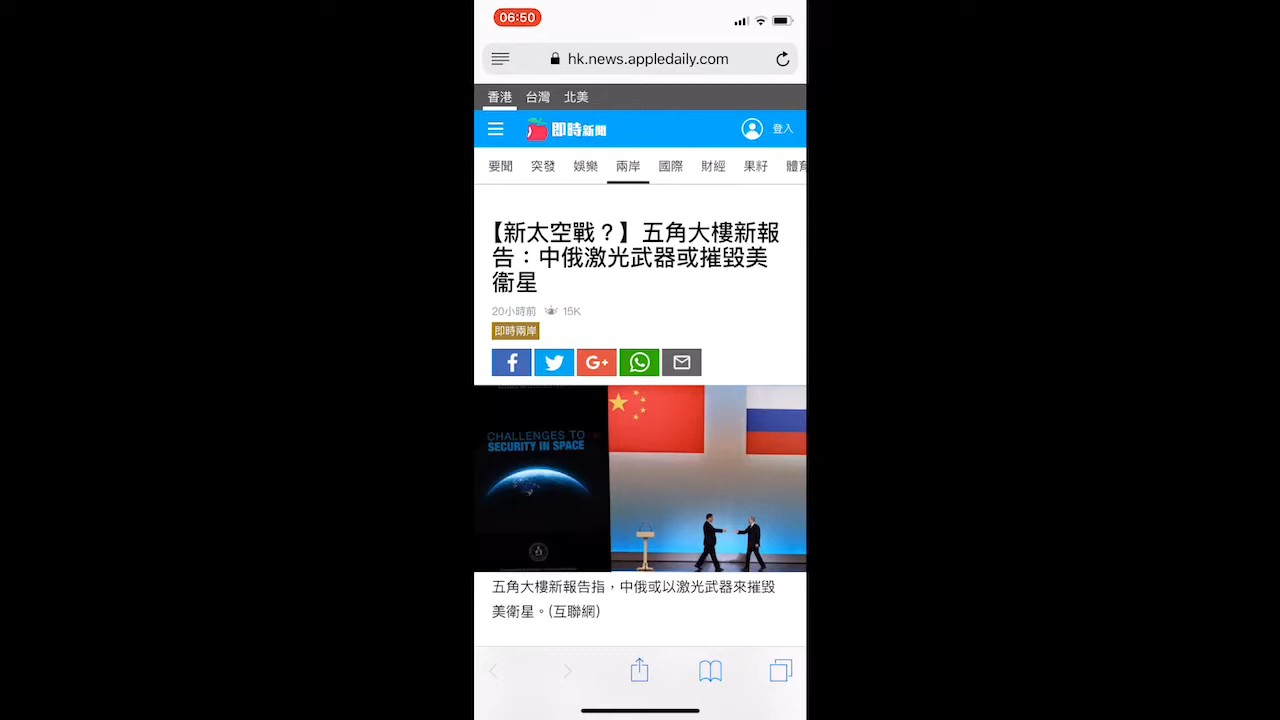 06:50
hk.news.appledaily.com
香港 台灣 北美
即時新聞 登入
要聞 突發 娛樂 兩岸 國際 財經 果籽 體育
【新太空戰？】五角大樓新報
告：中俄激光武器或摧毀美
衞星
20小時前 15K
即時兩岸
f G+
CHALLENGES TO
SECURITY IN SPACE
五角大樓新報告指，中俄或以激光武器來摧毀
美衛星。(互聯網)